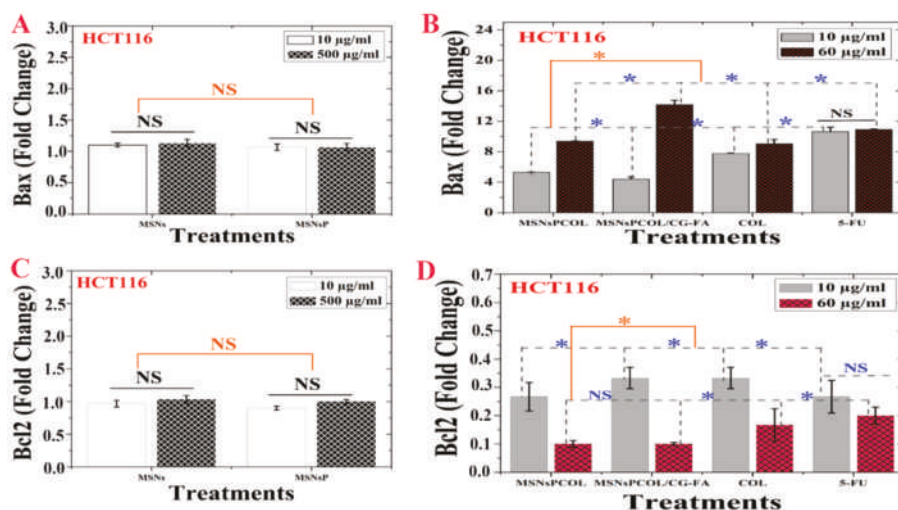 A
HCT116
10 µg/ml
500 µg/ml
NS
NS
NS
Bax (Fold Change)
3.0
2.5
2.0
1.5
1.0
0.5
0.0
MSNs
MSNsP
Treatments
B
HCT116
10 µg/ml
60 µg/ml
*
* * *
NS
* * *
Bax (Fold Change)
24
20
16
12
8
4
0
MSNsPCOL
MSNsPCOL/CG-FA
COL
5-FU
Treatments
C
HCT116
10 µg/ml
500 µg/ml
NS
NS
NS
Bcl2 (Fold Change)
3.0
2.5
2.0
1.5
1.0
0.5
0.0
MSNs
MSNsP
Treatments
D
HCT116
10 µg/ml
60 µg/ml
*
* * *
NS
NS * *
Bcl2 (Fold Change)
0.7
0.6
0.5
0.4
0.3
0.2
0.1
0.0
MSNsPCOL
MSNsPCOL/CG-FA
COL
5-FU
Treatments